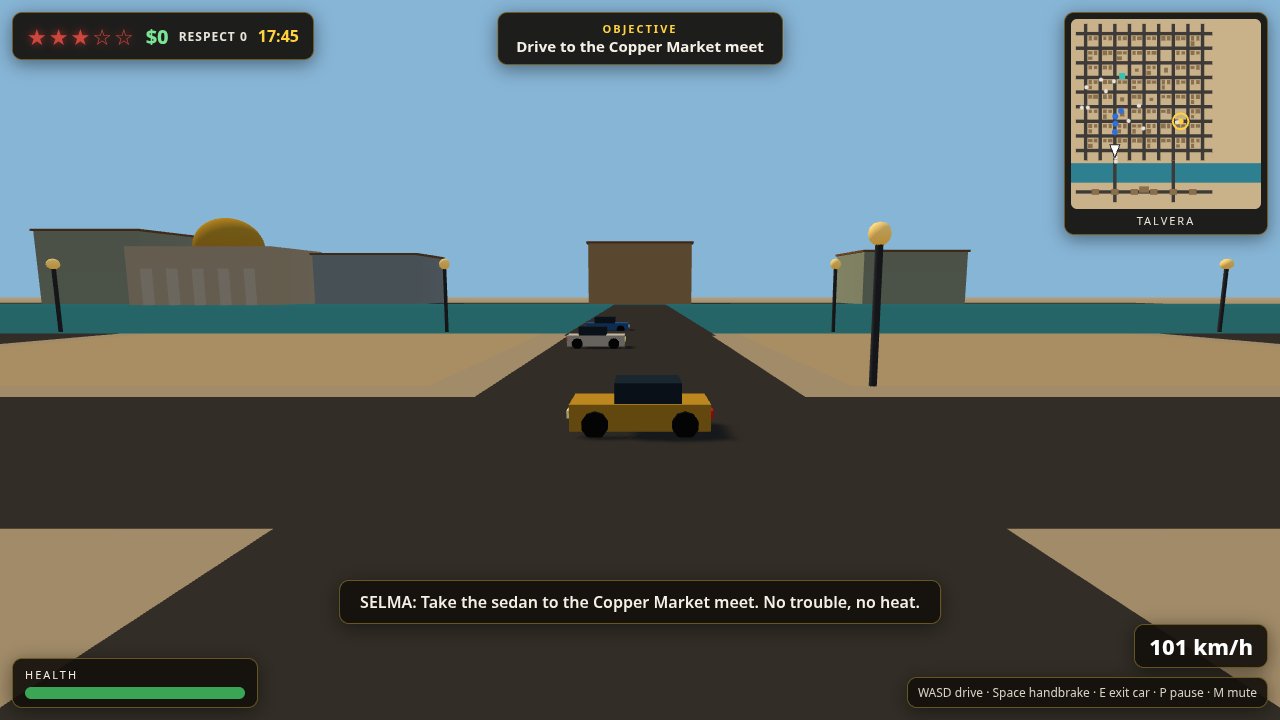 ★★★☆☆ $0 RESPECT 0 17:45
OBJECTIVE
Drive to the Copper Market meet
TALVERA
SELMA: Take the sedan to the Copper Market meet. No trouble, no heat.
101 km/h
HEALTH
WASD drive · Space handbrake · E exit car · P pause · M mute